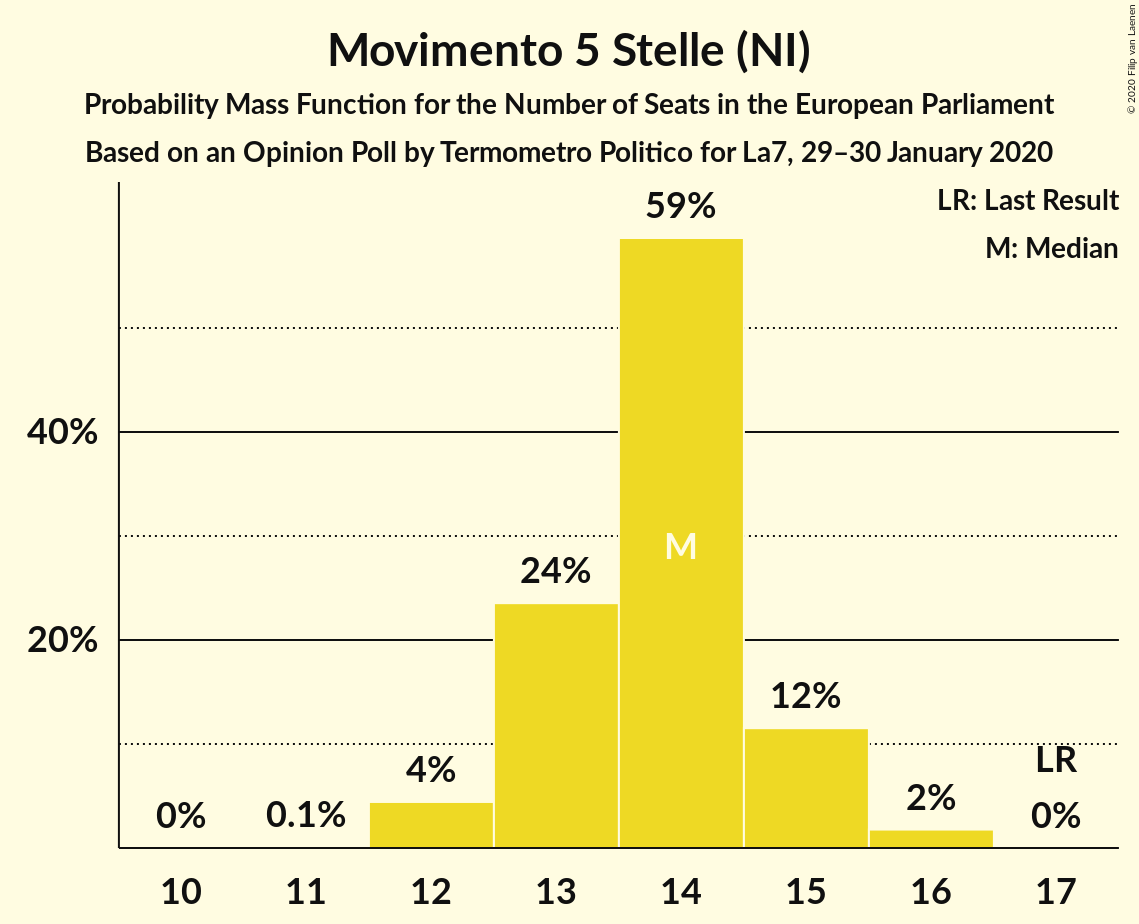 Movimento 5 Stelle (NI)
Probability Mass Function for the Number of Seats in the European Parliament
Based on an Opinion Poll by Termometro Politico for La7, 29–30 January 2020
© 2020 Filip van Laenen
LR: Last Result
M: Median
59%
40%
M
24%
20%
12%
LR
4%
2%
0%
0.1%
0%
10 11 12 13 14 15 16 17